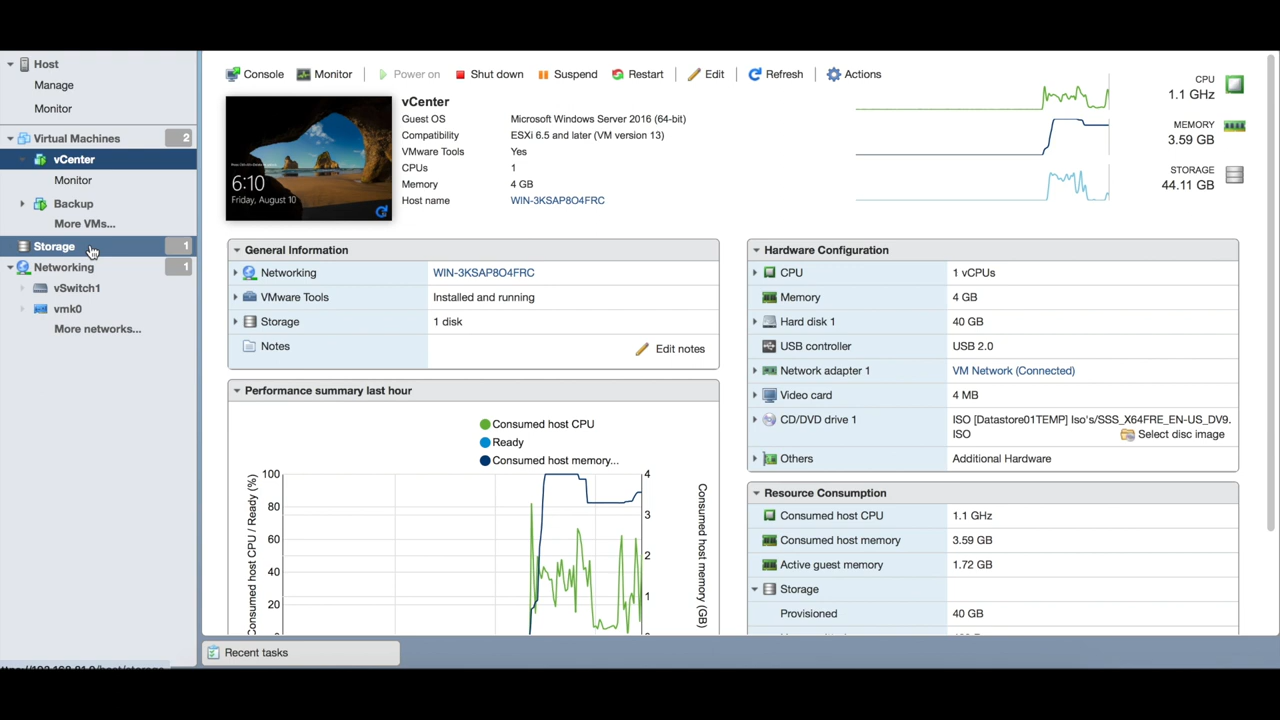 Host
Manage
Monitor
Virtual Machines 2
vCenter
Monitor
Backup
More VMs...
Storage 1
Networking 1
vSwitch1
vmk0
More networks...
Console Monitor Power on Shut down Suspend Restart Edit Refresh Actions
6:10
Friday, August 10
vCenter
Guest OS Microsoft Windows Server 2016 (64-bit)
Compatibility ESXi 6.5 and later (VM version 13)
VMware Tools Yes
CPUs 1
Memory 4 GB
Host name WIN-3KSAP8O4FRC
CPU
1.1 GHz
MEMORY
3.59 GB
STORAGE
44.11 GB
General Information
Networking WIN-3KSAP8O4FRC
VMware Tools Installed and running
Storage 1 disk
Notes Edit notes
Performance summary last hour
Consumed host CPU
Ready
Consumed host memory...
Consumed host CPU / Ready (%)
100
80
60
40
20
4
3
2
1
Consumed host memory (GB)
Hardware Configuration
CPU 1 vCPUs
Memory 4 GB
Hard disk 1 40 GB
USB controller USB 2.0
Network adapter 1 VM Network (Connected)
Video card 4 MB
CD/DVD drive 1 ISO [Datastore01TEMP] Iso's/SSS_X64FRE_EN-US_DV9.
ISO Select disc image
Others Additional Hardware
Resource Consumption
Consumed host CPU 1.1 GHz
Consumed host memory 3.59 GB
Active guest memory 1.72 GB
Storage
Provisioned 40 GB
Recent tasks